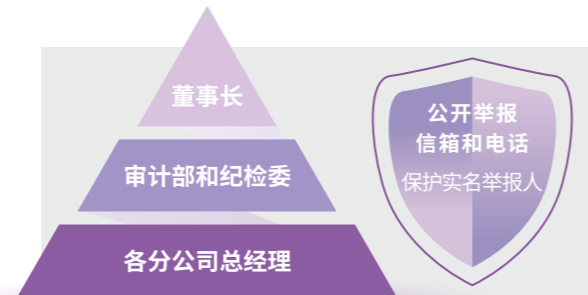 董事长
审计部和纪检委
各分公司总经理
公开举报
信箱和电话
保护实名举报人